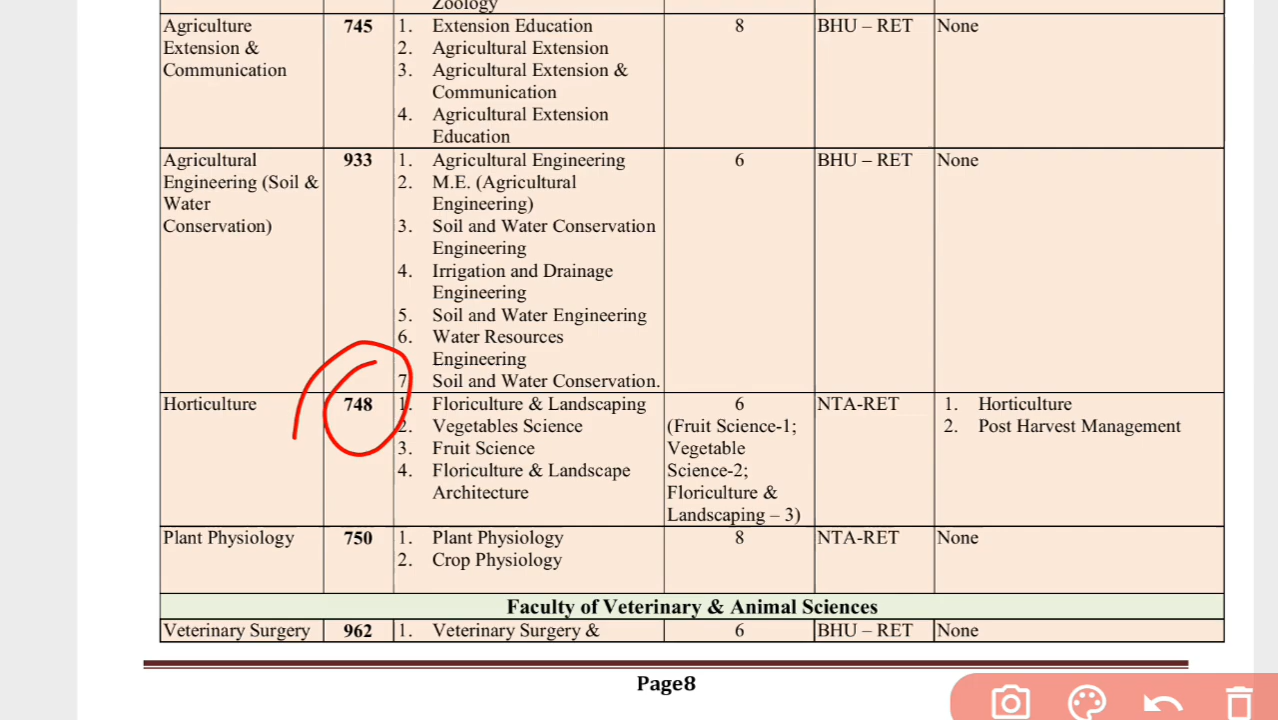 Zoology
Agriculture Extension & Communication 745 1. Extension Education 8 BHU – RET None
2. Agricultural Extension
3. Agricultural Extension & Communication
4. Agricultural Extension Education
Agricultural Engineering (Soil & Water Conservation) 933 1. Agricultural Engineering 6 BHU – RET None
2. M.E. (Agricultural Engineering)
3. Soil and Water Conservation Engineering
4. Irrigation and Drainage Engineering
5. Soil and Water Engineering
6. Water Resources Engineering
7. Soil and Water Conservation.
Horticulture 748 1. Floriculture & Landscaping 6 NTA-RET 1. Horticulture
2. Vegetables Science (Fruit Science-1; 2. Post Harvest Management
3. Fruit Science Vegetable
4. Floriculture & Landscape Science-2;
Architecture Floriculture &
Landscaping – 3)
Plant Physiology 750 1. Plant Physiology 8 NTA-RET None
2. Crop Physiology
Faculty of Veterinary & Animal Sciences
Veterinary Surgery 962 1. Veterinary Surgery & 6 BHU – RET None
Page8